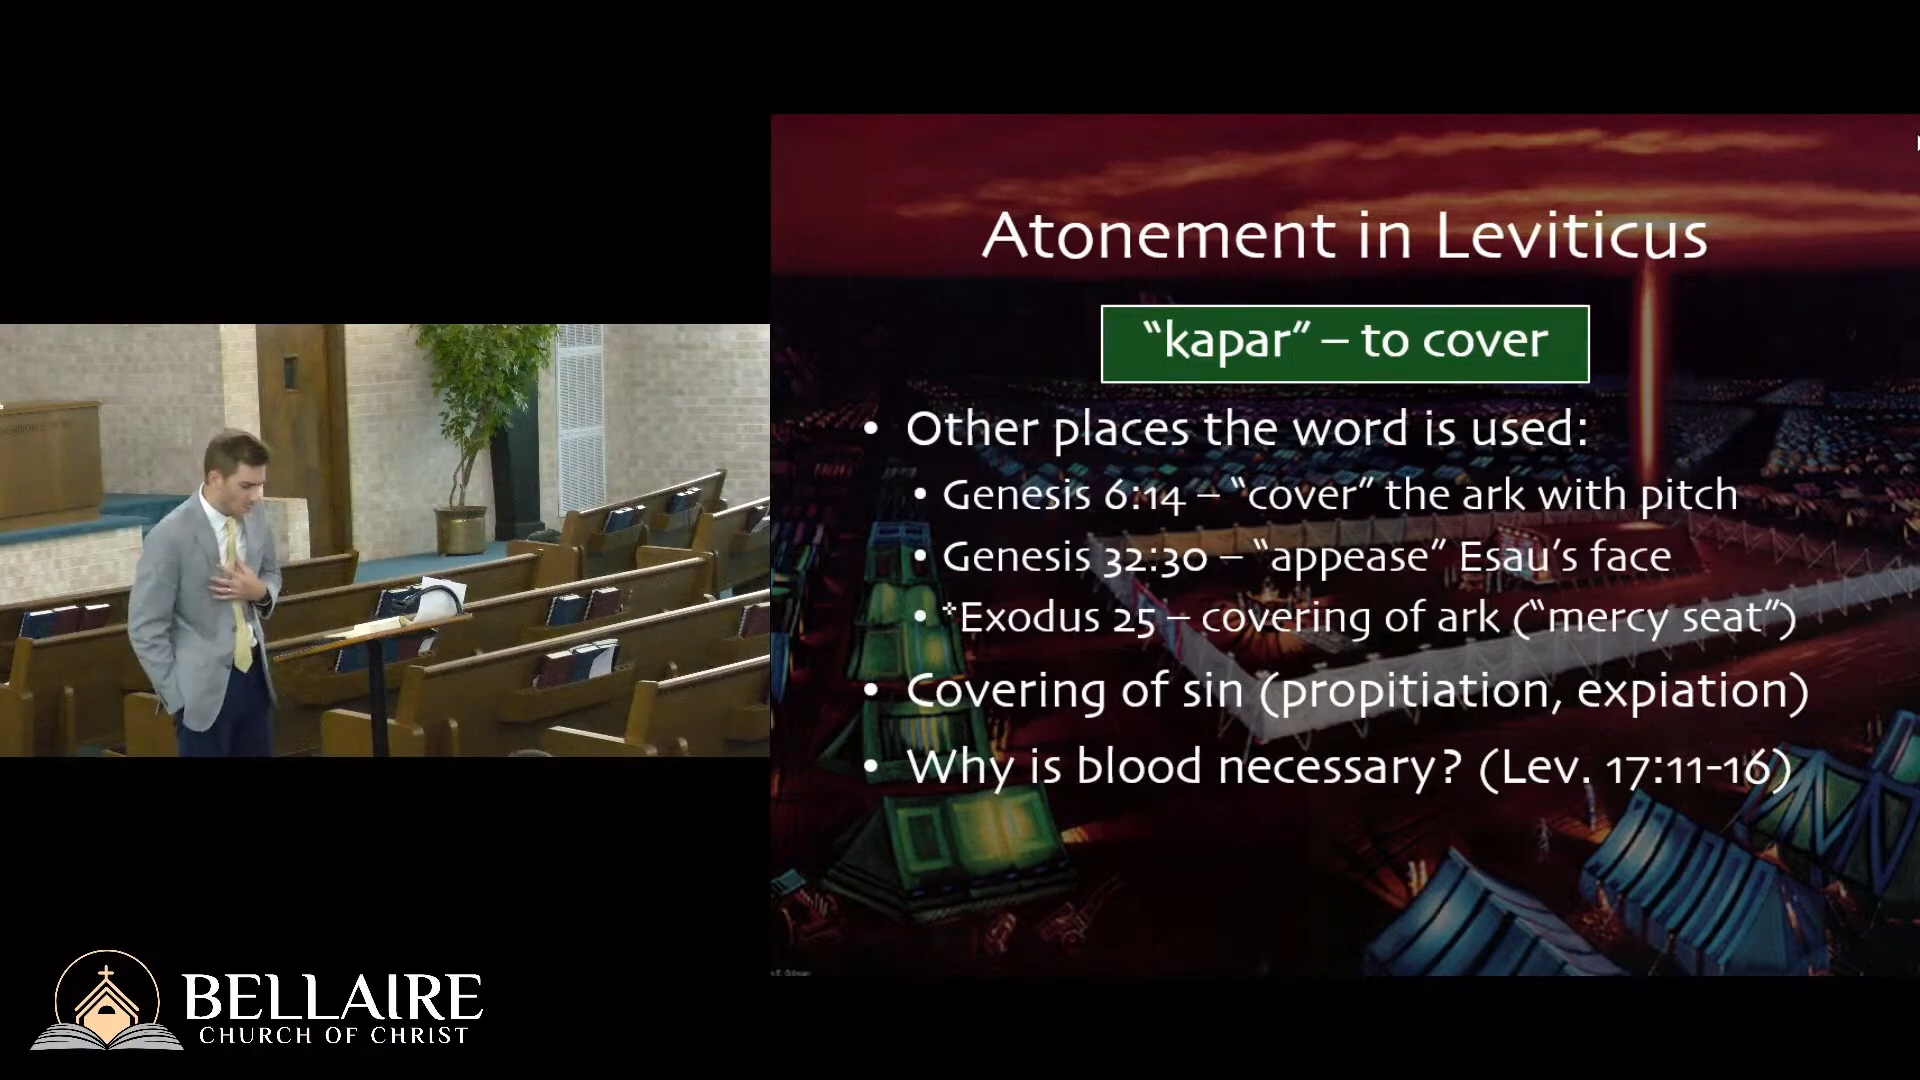 Atonement in Leviticus
“kapar” – to cover
• Other places the word is used:
• Genesis 6:14 – “cover” the ark with pitch
• Genesis 32:30 – “appease” Esau’s face
• *Exodus 25 – covering of ark (“mercy seat”)
• Covering of sin (propitiation, expiation)
• Why is blood necessary? (Lev. 17:11-16)
BELLAIRE
CHURCH OF CHRIST